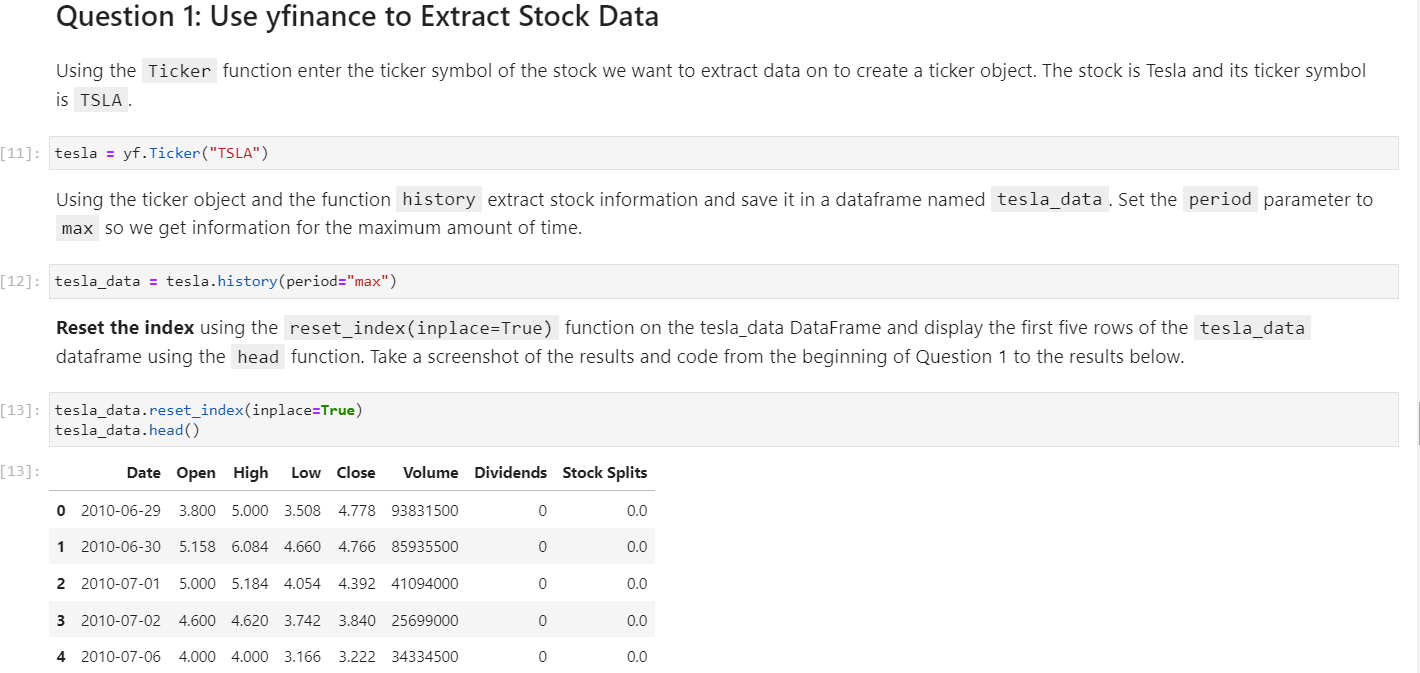 Question 1: Use yfinance to Extract Stock Data
Using the Ticker function enter the ticker symbol of the stock we want to extract data on to create a ticker object. The stock is Tesla and its ticker symbol
is TSLA .
[11]: tesla = yf.Ticker("TSLA")
Using the ticker object and the function history extract stock information and save it in a dataframe named tesla_data . Set the period parameter to
max so we get information for the maximum amount of time.
[12]: tesla_data = tesla.history(period="max")
Reset the index using the reset_index(inplace=True) function on the tesla_data DataFrame and display the first five rows of the tesla_data
dataframe using the head function. Take a screenshot of the results and code from the beginning of Question 1 to the results below.
[13]: tesla_data.reset_index(inplace=True)
tesla_data.head()
[13]: Date Open High Low Close Volume Dividends Stock Splits
0 2010-06-29 3.800 5.000 3.508 4.778 93831500 0 0.0
1 2010-06-30 5.158 6.084 4.660 4.766 85935500 0 0.0
2 2010-07-01 5.000 5.184 4.054 4.392 41094000 0 0.0
3 2010-07-02 4.600 4.620 3.742 3.840 25699000 0 0.0
4 2010-07-06 4.000 4.000 3.166 3.222 34334500 0 0.0